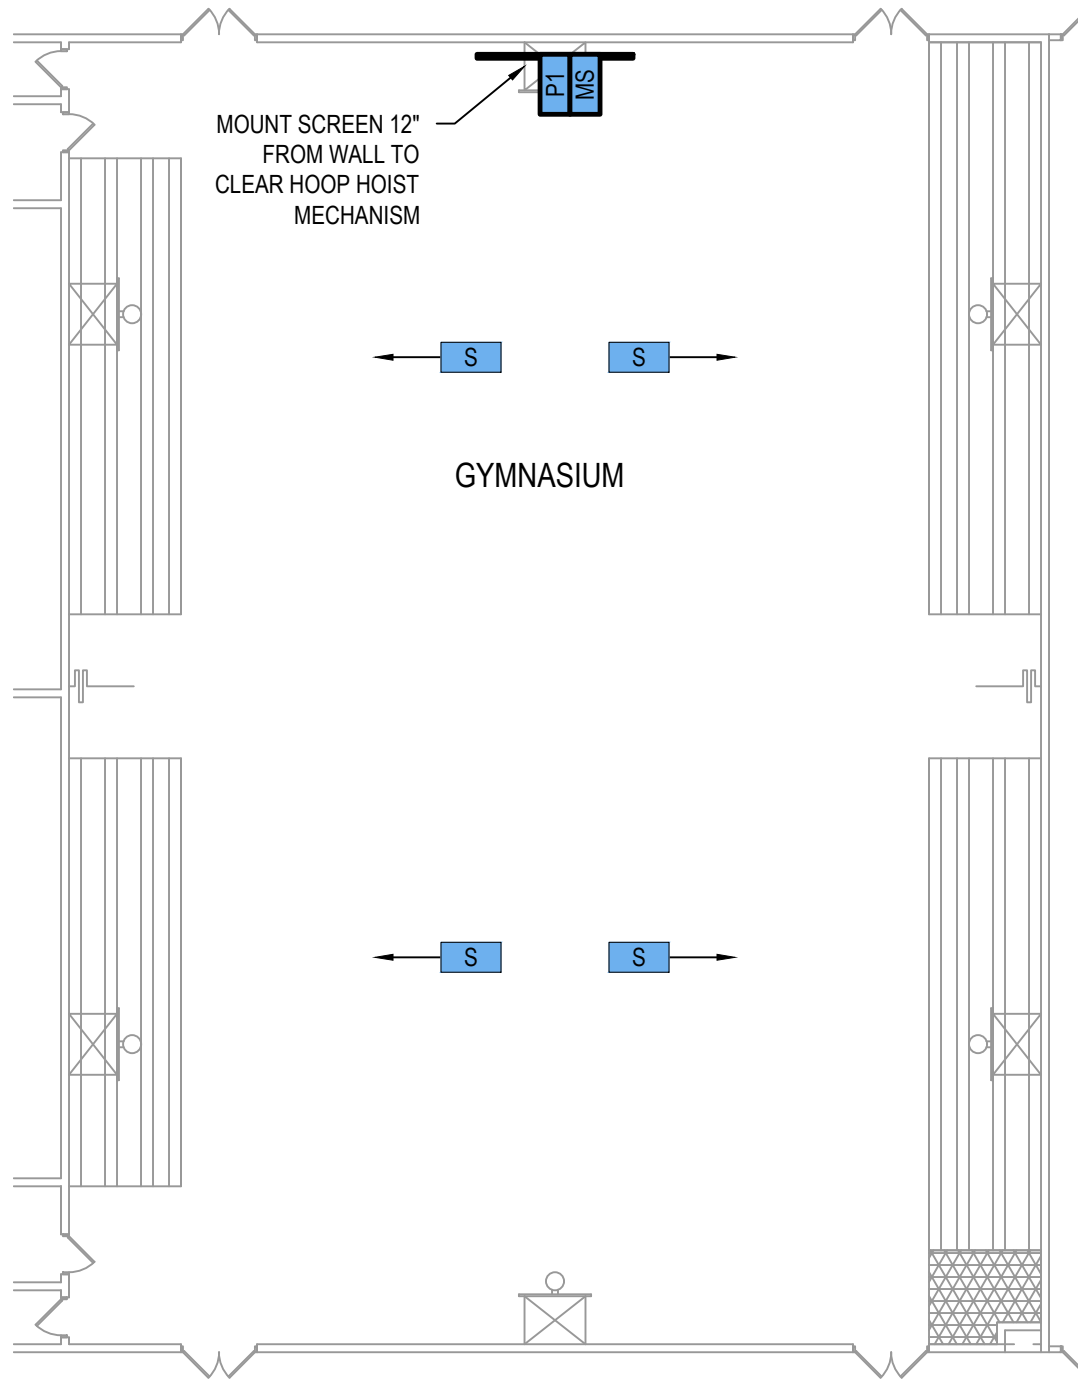 P1
MS
MOUNT SCREEN 12"
FROM WALL TO
CLEAR HOOP HOIST
MECHANISM
S
S
GYMNASIUM
S
S